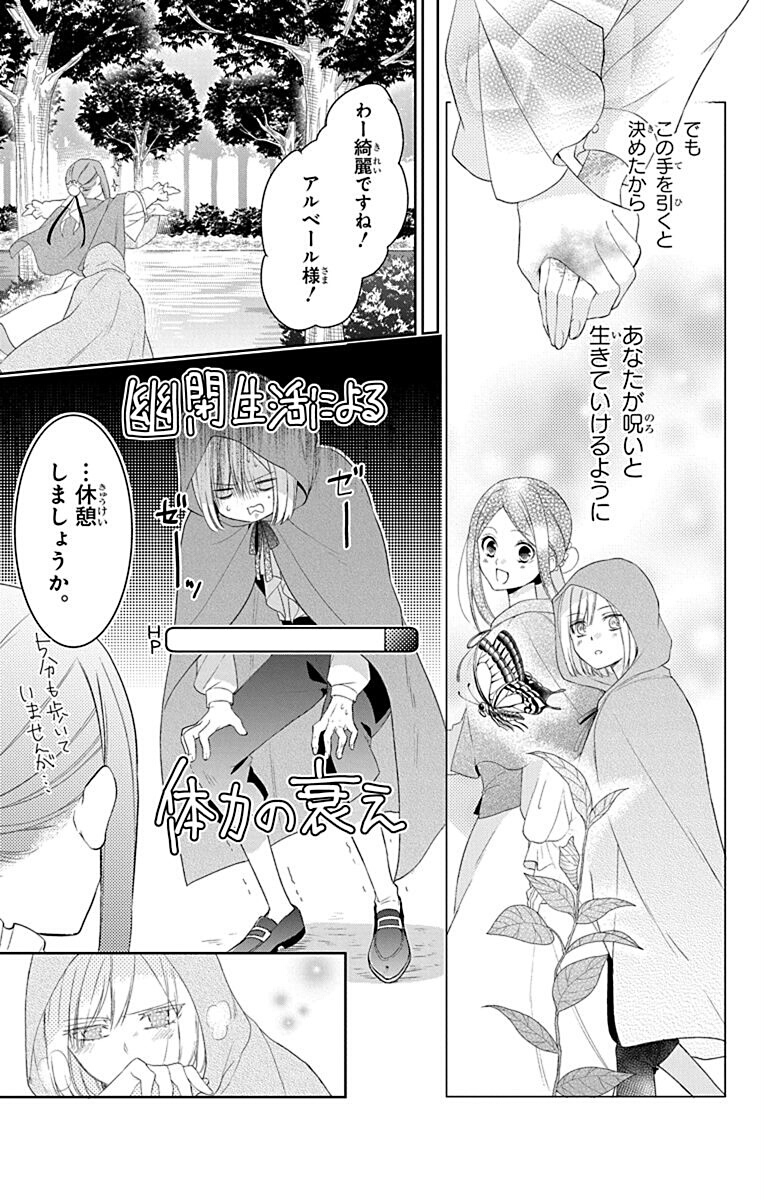 でも
この手を引くと
決めたから
あなたが呪いと
生きていけるように
わー綺麗ですね！
アルベール様！
幽閉生活による
ゼー
ゼーッ
HP
体力の衰え
…休憩
しましょうか。
5分も歩いて
いませんが…